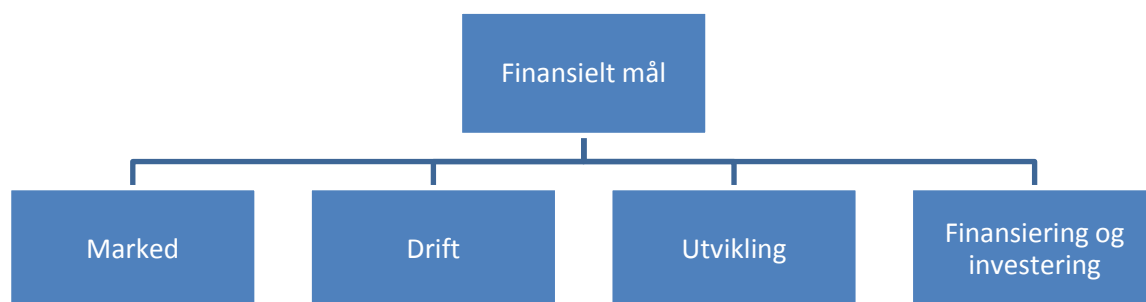 Finansielt mål
Marked
Drift
Utvikling
Finansiering og
investering